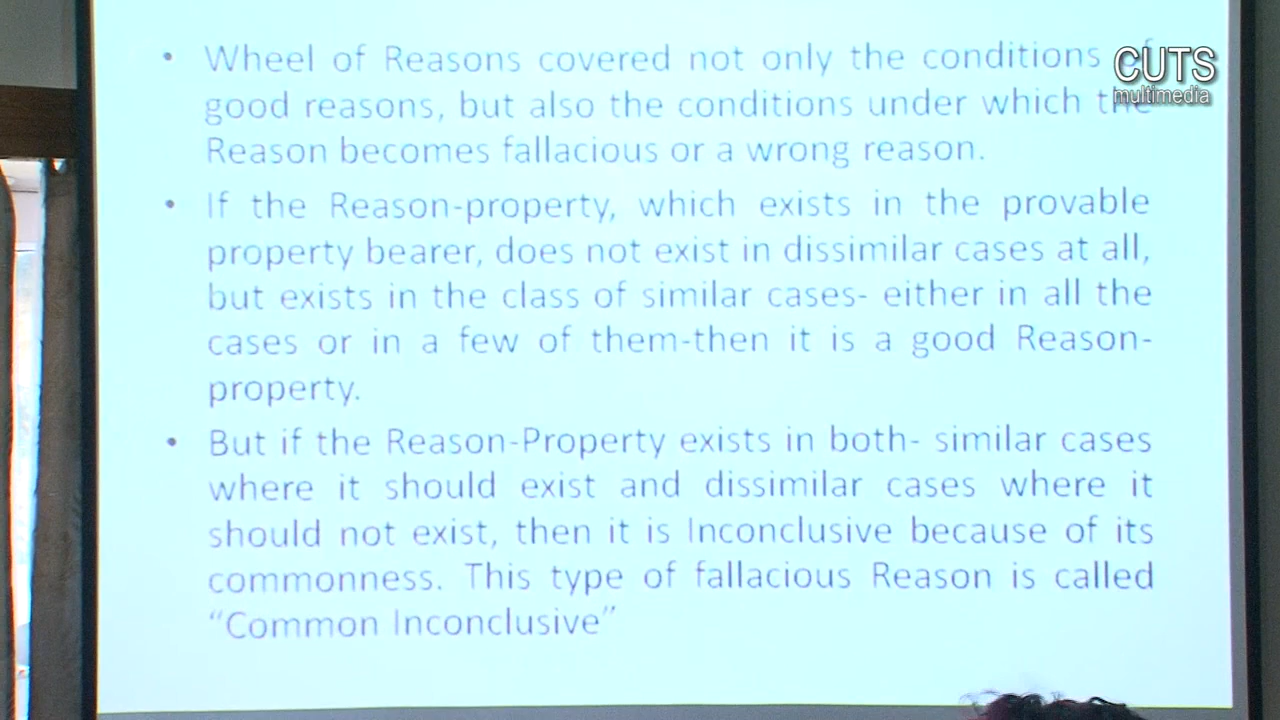 • Wheel of Reasons covered not only the conditions of
good reasons, but also the conditions under which the
Reason becomes fallacious or a wrong reason.
• If the Reason-property, which exists in the provable
property bearer, does not exist in dissimilar cases at all,
but exists in the class of similar cases- either in all the
cases or in a few of them-then it is a good Reason-
property.
• But if the Reason-Property exists in both- similar cases
where it should exist and dissimilar cases where it
should not exist, then it is Inconclusive because of its
commonness. This type of fallacious Reason is called
“Common Inconclusive”
CUTS
multimedia